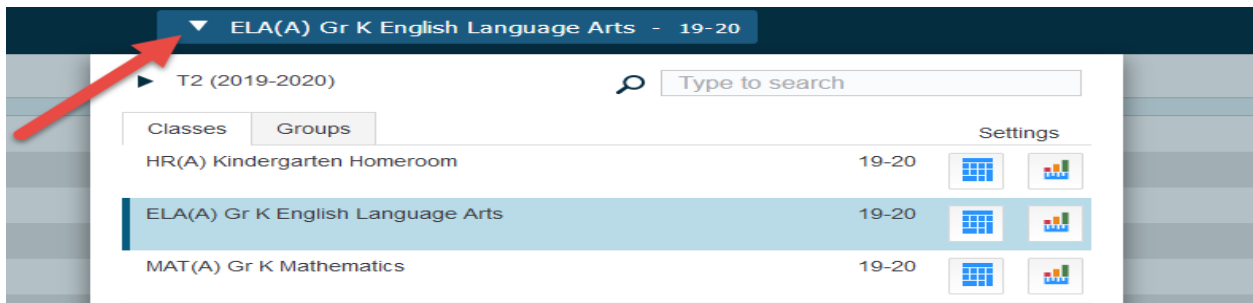 ELA(A) Gr K English Language Arts - 19-20
T2 (2019-2020) Type to search
Classes Groups Settings
HR(A) Kindergarten Homeroom 19-20
ELA(A) Gr K English Language Arts 19-20
MAT(A) Gr K Mathematics 19-20